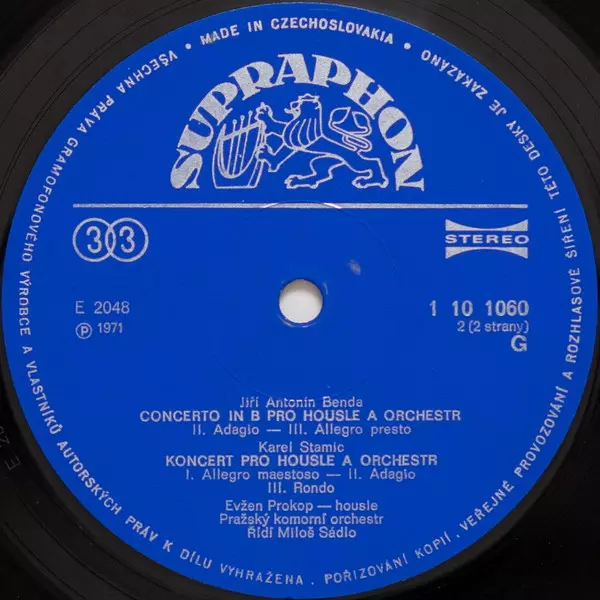 VŠECHNA PRÁVA GRAMOFONOVÉHO VÝROBCE A VLASTNÍKŮ AUTORSKÝCH PRÁV K DÍLU VYHRAŽENA. POŘIZOVÁNÍ KOPIÍ, VEŘEJNÉ PROVOZOVÁNÍ A ROZHLASOVÉ ŠÍŘENÍ TÉTO DESKY JE ZAKÁZÁNO
• MADE IN CZECHOSLOVAKIA •
SUPRAPHON
33
STEREO
E 2048
1 10 1060
℗ 1971
2 (2 strany)
G
Jiří Antonín Benda
CONCERTO IN B PRO HOUSLE A ORCHESTR
II. Adagio — III. Allegro presto
Karel Stamic
KONCERT PRO HOUSLE A ORCHESTR
I. Allegro maestoso — II. Adagio
III. Rondo
Evžen Prokop — housle
Pražský komorní orchestr
Řídí Miloš Sádlo